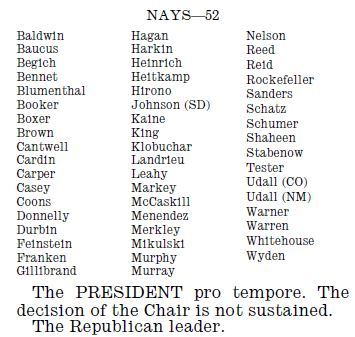 NAYS—52
Baldwin
Baucus
Begich
Bennet
Blumenthal
Booker
Boxer
Brown
Cantwell
Cardin
Carper
Casey
Coons
Donnelly
Durbin
Feinstein
Franken
Gillibrand
Hagan
Harkin
Heinrich
Heitkamp
Hirono
Johnson (SD)
Kaine
King
Klobuchar
Landrieu
Leahy
Markey
McCaskill
Menendez
Merkley
Mikulski
Murphy
Murray
Nelson
Reed
Reid
Rockefeller
Sanders
Schatz
Schumer
Shaheen
Stabenow
Tester
Udall (CO)
Udall (NM)
Warner
Warren
Whitehouse
Wyden
The PRESIDENT pro tempore. The
decision of the Chair is not sustained.
The Republican leader.